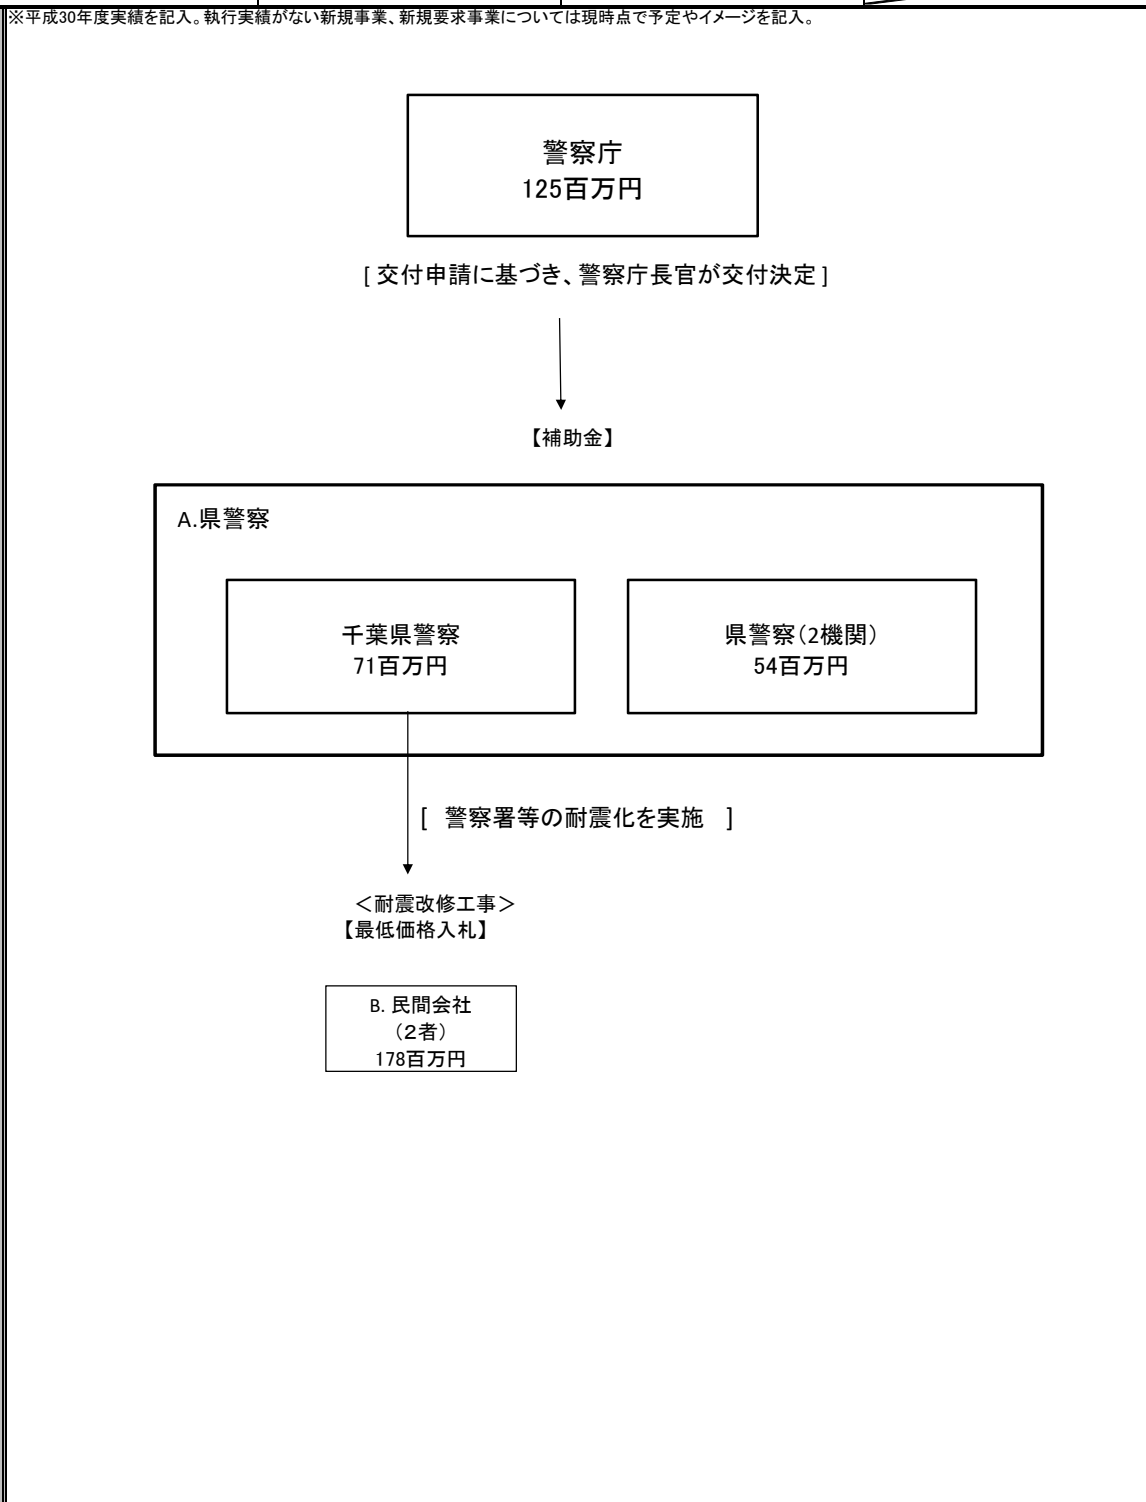 ※平成30年度実績を記入。執行実績がない新規事業、新規要求事業については現時点で予定やイメージを記入。
警察庁
125百万円
[ 交付申請に基づき、警察庁長官が交付決定 ]
【補助金】
A.県警察
千葉県警察
71百万円
県警察（2機関）
54百万円
[ 警察署等の耐震化を実施 ]
＜耐震改修工事＞
【最低価格入札】
B. 民間会社
（２者）
178百万円